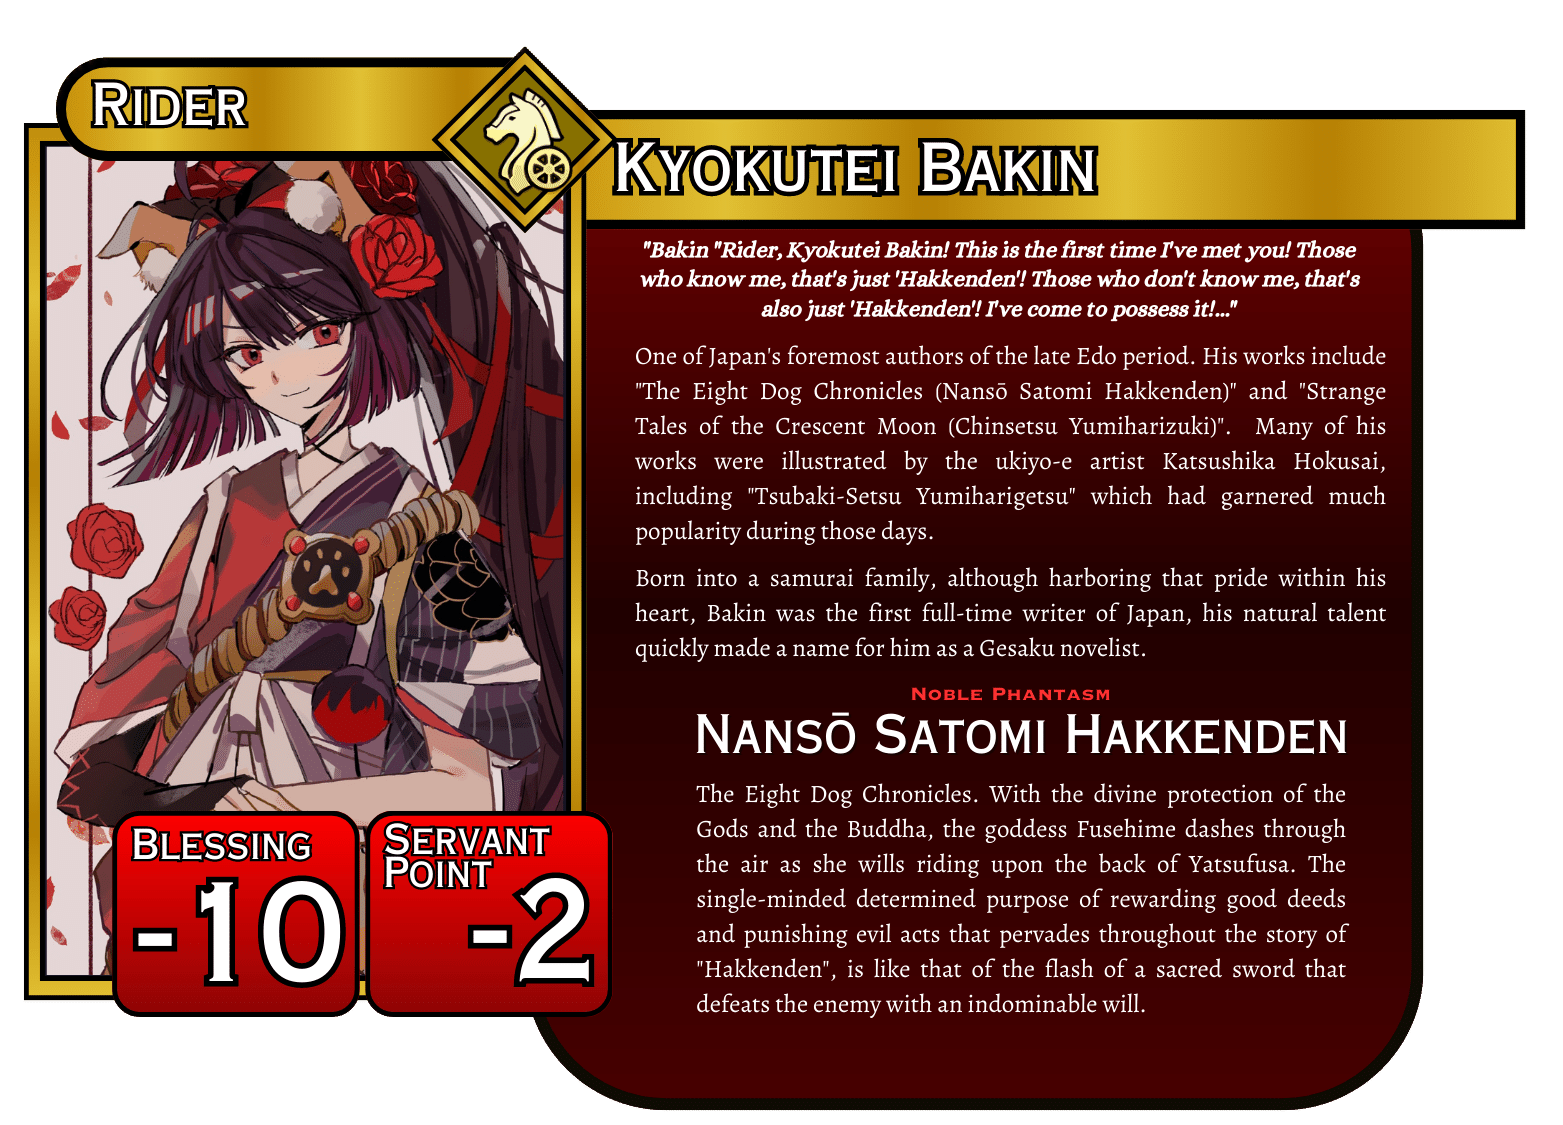 RIDER
KYOKUTEI BAKIN
"Bakin "Rider, Kyokutei Bakin! This is the first time I've met you! Those
who know me, that's just 'Hakkenden'! Those who don't know me, that's
also just 'Hakkenden'! I've come to possess it!..."
One of Japan's foremost authors of the late Edo period. His works include
"The Eight Dog Chronicles (Nansō Satomi Hakkenden)" and "Strange
Tales of the Crescent Moon (Chinsetsu Yumiharizuki)". Many of his
works were illustrated by the ukiyo-e artist Katsushika Hokusai,
including "Tsubaki-Setsu Yumiharigetsu" which had garnered much
popularity during those days.
Born into a samurai family, although harboring that pride within his
heart, Bakin was the first full-time writer of Japan, his natural talent
quickly made a name for him as a Gesaku novelist.
NOBLE PHANTASM
NANSŌ SATOMI HAKKENDEN
The Eight Dog Chronicles. With the divine protection of the
Gods and the Buddha, the goddess Fusehime dashes through
the air as she wills riding upon the back of Yatsufusa. The
single-minded determined purpose of rewarding good deeds
and punishing evil acts that pervades throughout the story of
"Hakkenden", is like that of the flash of a sacred sword that
defeats the enemy with an indominable will.
BLESSING
-10
SERVANT
POINT
-2